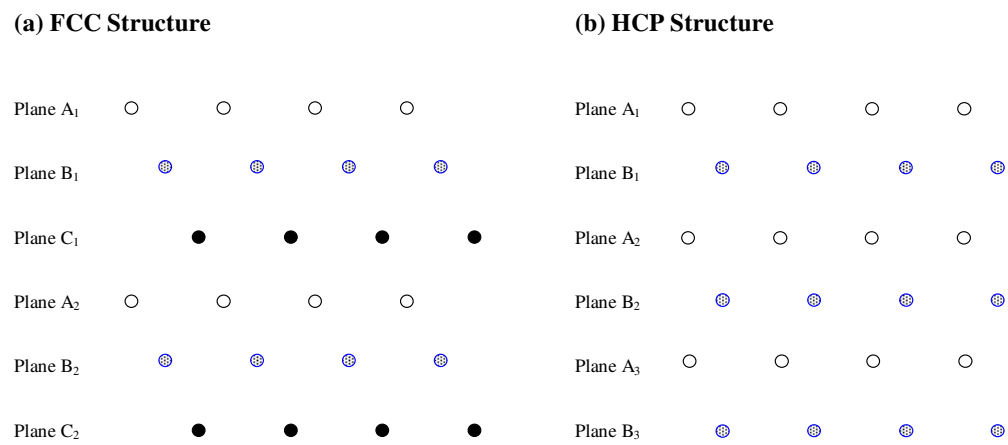 (a) FCC Structure
Plane A₁
Plane B₁
Plane C₁
Plane A₂
Plane B₂
Plane C₂
(b) HCP Structure
Plane A₁
Plane B₁
Plane A₂
Plane B₂
Plane A₃
Plane B₃